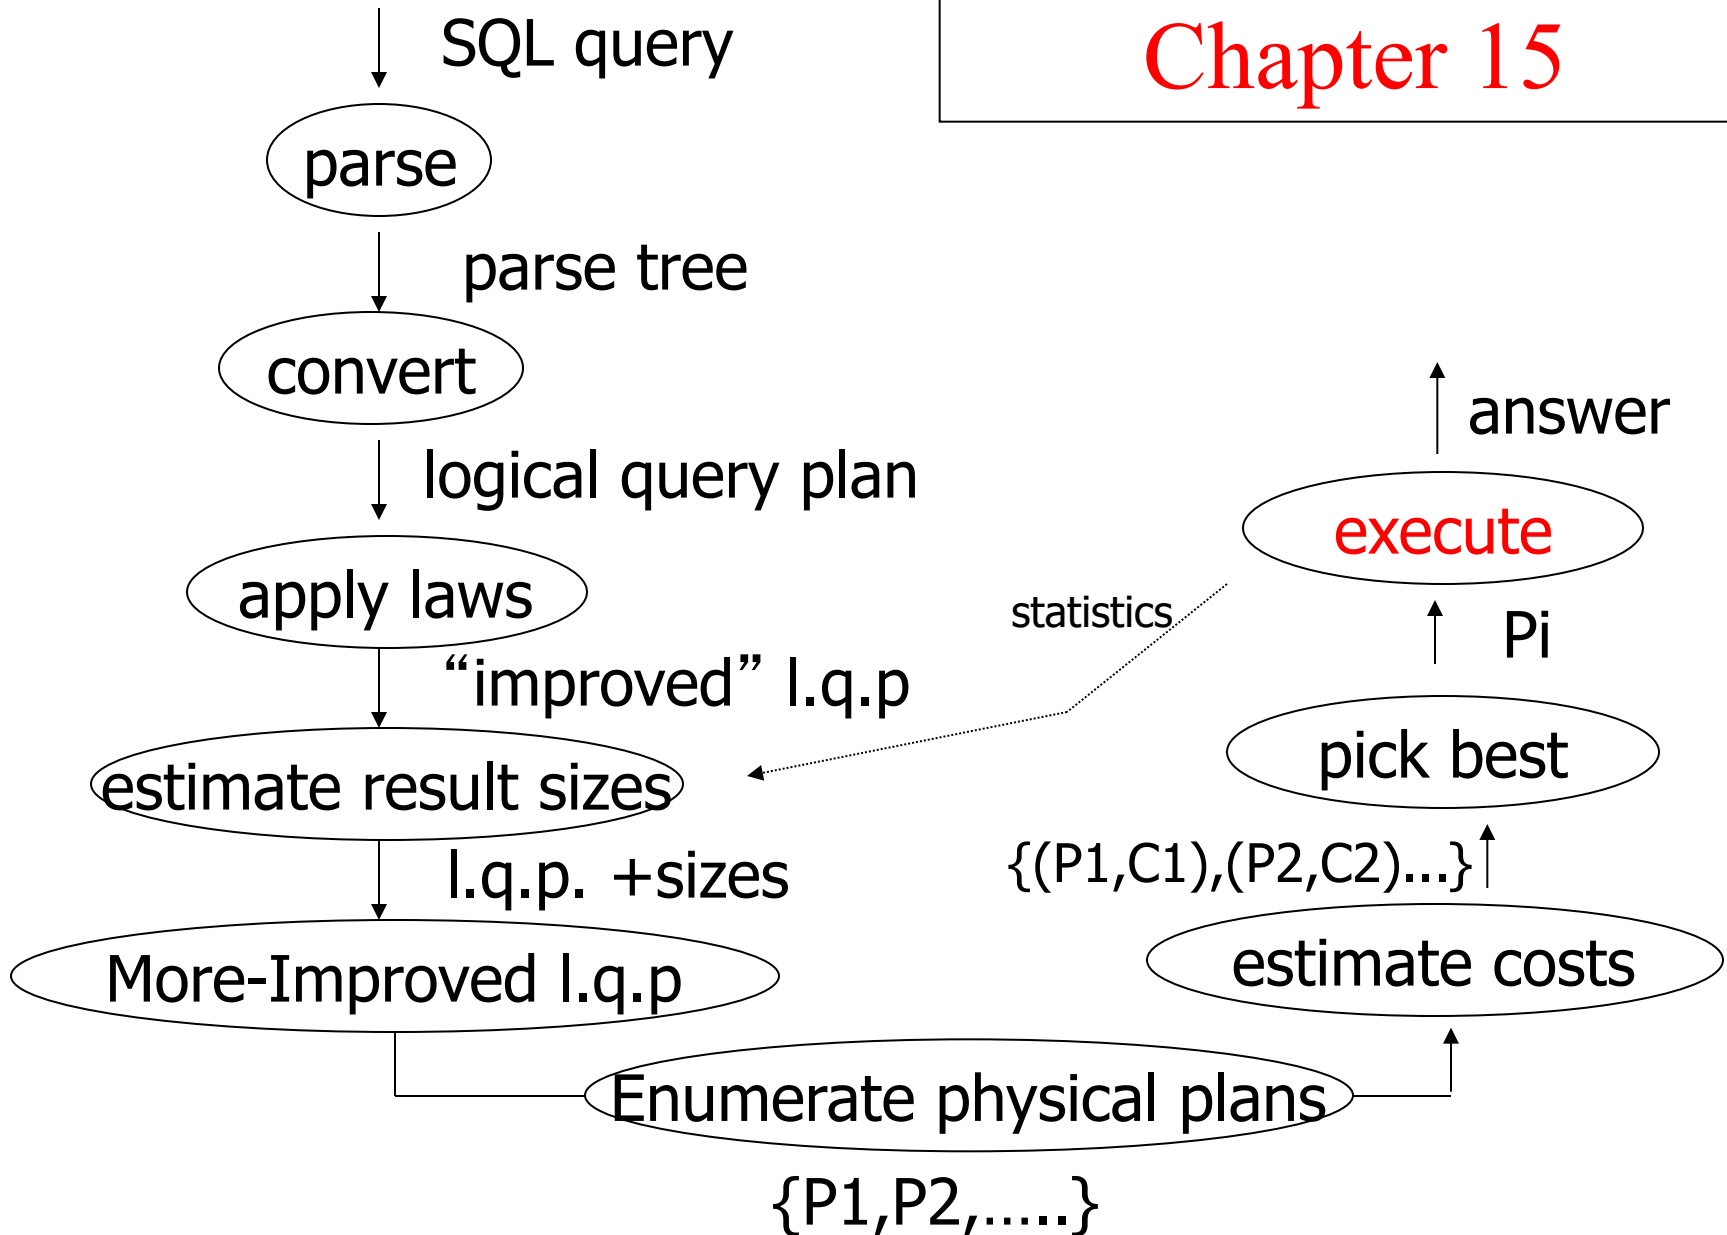 SQL query
Chapter 15
parse
parse tree
convert
logical query plan
apply laws
“improved” l.q.p
estimate result sizes
l.q.p. +sizes
More-Improved l.q.p
Enumerate physical plans
{P1,P2,…..}
estimate costs
{(P1,C1),(P2,C2)...}
pick best
Pi
execute
statistics
answer